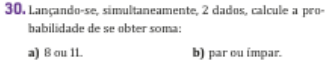 30. Lançando-se, simultaneamente, 2 dados, calcule a pro-
babilidade de se obter soma:
a) 8 ou 11. b) par ou ímpar.